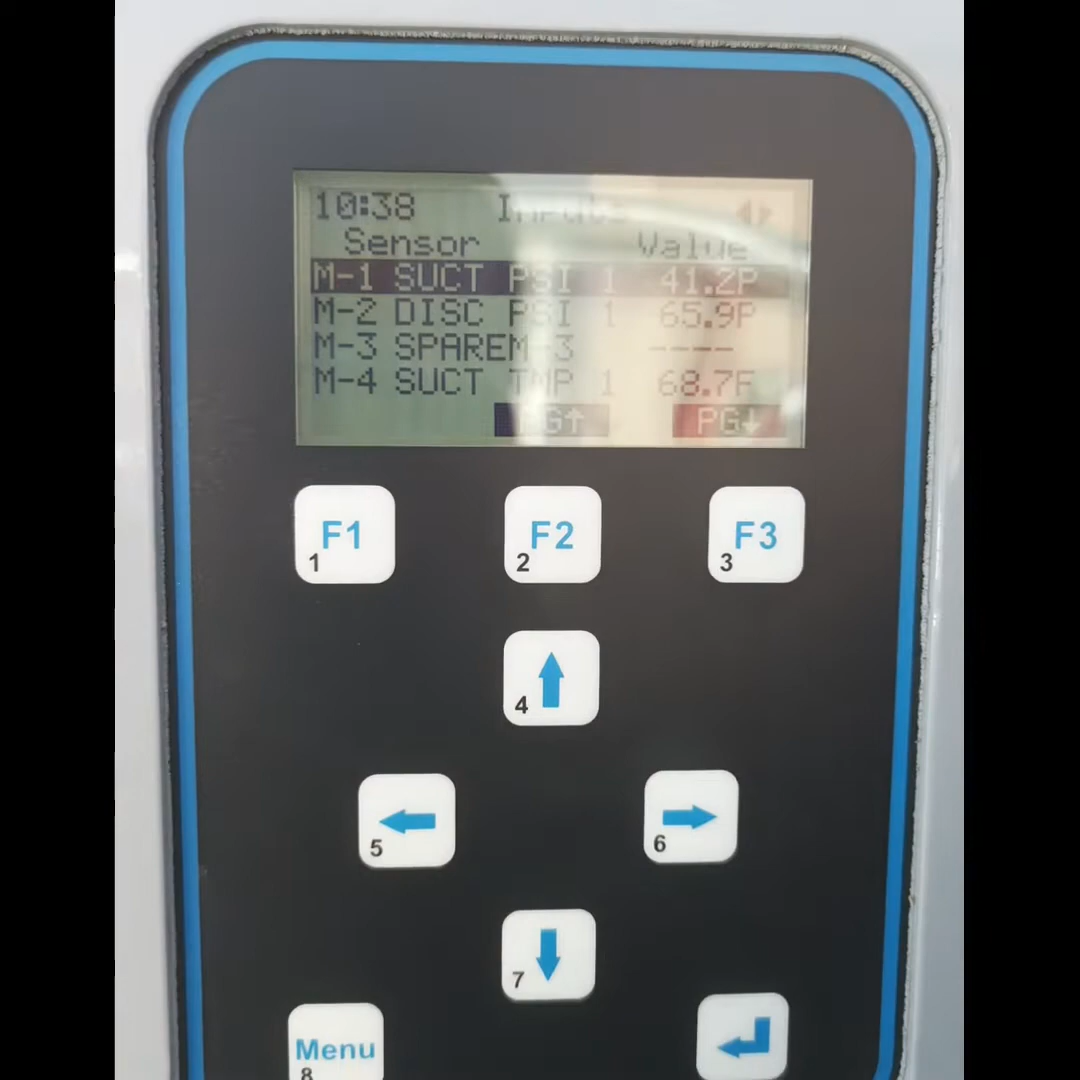 10:38 Inputs
Sensor Value
M-1 SUCT PSI 1 41.2P
M-2 DISC PSI 1 65.9P
M-3 SPAREM-3 ----
M-4 SUCT TMP 1 68.7F
PG↑ PG↓
F1 F2 F3
1 2 3
4
5 6
7
Menu
8